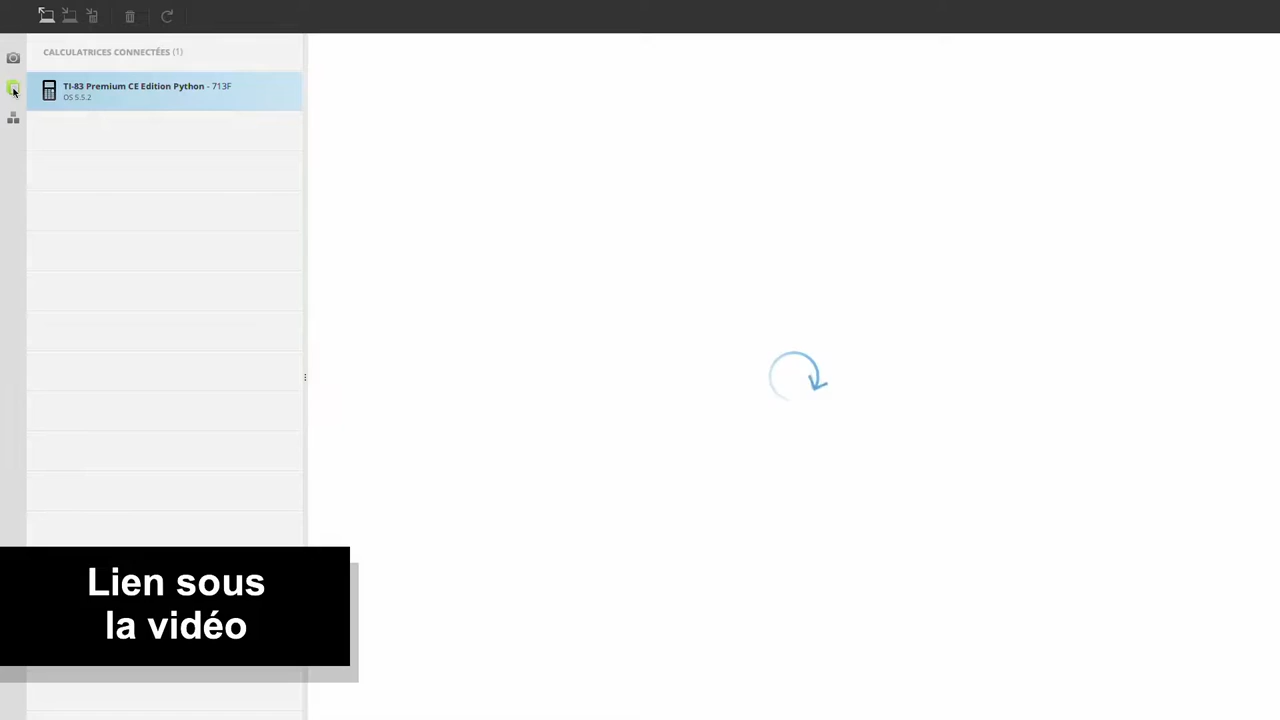 CALCULATRICES CONNECTÉES (1)
TI-83 Premium CE Edition Python - 713F
OS 5.5.2
Lien sous
la vidéo